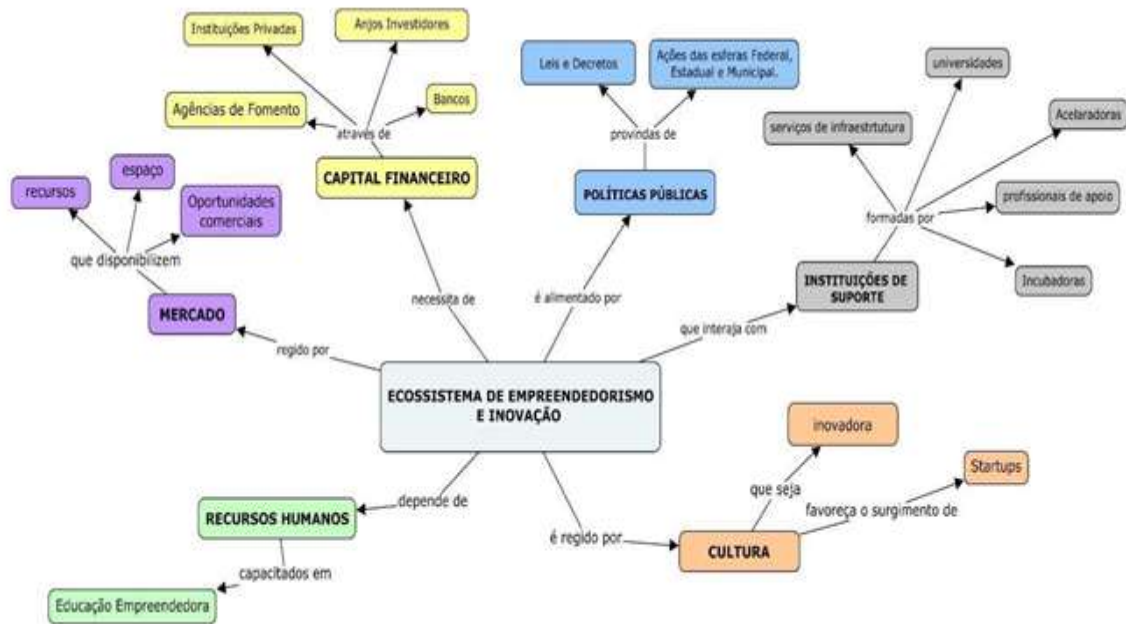 Instituições Privadas
Anjos Investidores
Agências de Fomento
Bancos
através de
CAPITAL FINANCEIRO
Leis e Decretos
Ações das esferas Federal,
Estadual e Municipal.
provindas de
POLÍTICAS PÚBLICAS
universidades
Acelaradoras
serviços de infraestrtutura
profissionais de apoio
formadas por
Incubadoras
INSTITUIÇÕES DE
SUPORTE
espaço
recursos
Oportunidades
comerciais
que disponibilizem
MERCADO
regido por
necessita de
é alimentado por
que interaja com
ECOSSISTEMA DE EMPREENDEDORISMO
E INOVAÇÃO
inovadora
Startups
que seja
favoreça o surgimento de
é regido por
CULTURA
depende de
RECURSOS HUMANOS
capacitados em
Educação Empreendedora